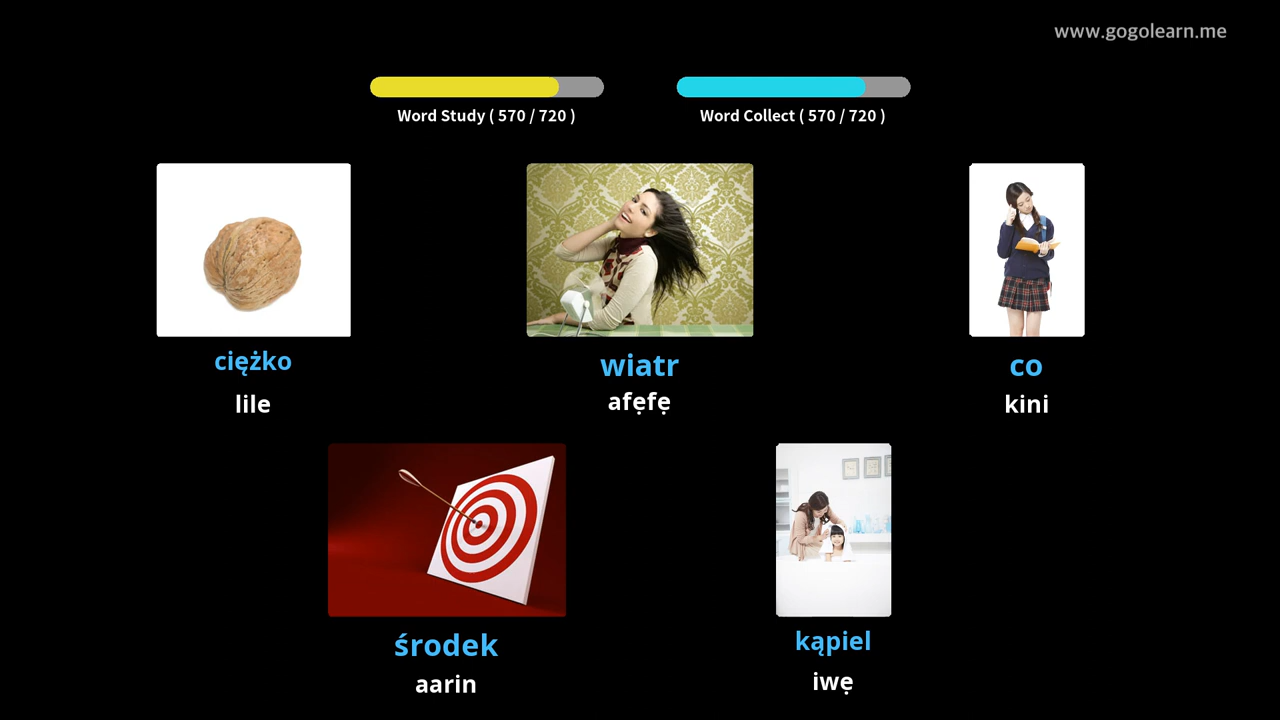 www.gogolearn.me
Word Study ( 570 / 720 )
Word Collect ( 570 / 720 )
ciężko
lile
wiatr
afẹfẹ
co
kini
środek
aarin
kąpiel
iwẹ